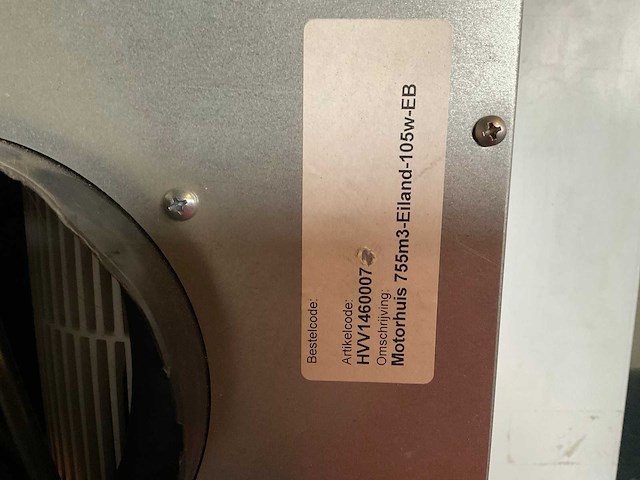 Bestelcode:
Artikelcode:
HVV1460007
Omschrijving:
Motorhuis 755m3-Eiland-105w-EB